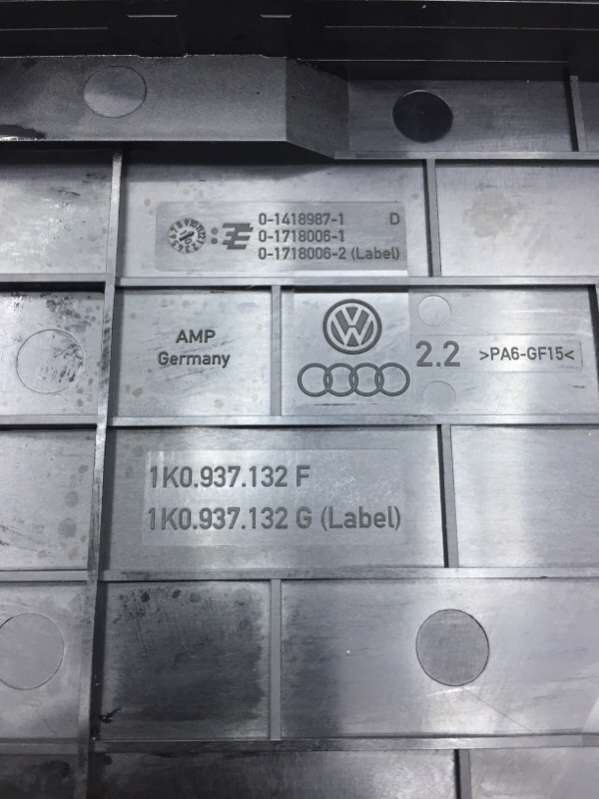 0-1418987-1 D
0-1718006-1
0-1718006-2 (Label)
AMP
Germany
VW
2.2
>PA6-GF15<
1K0.937.132 F
1K0.937.132 G (Label)